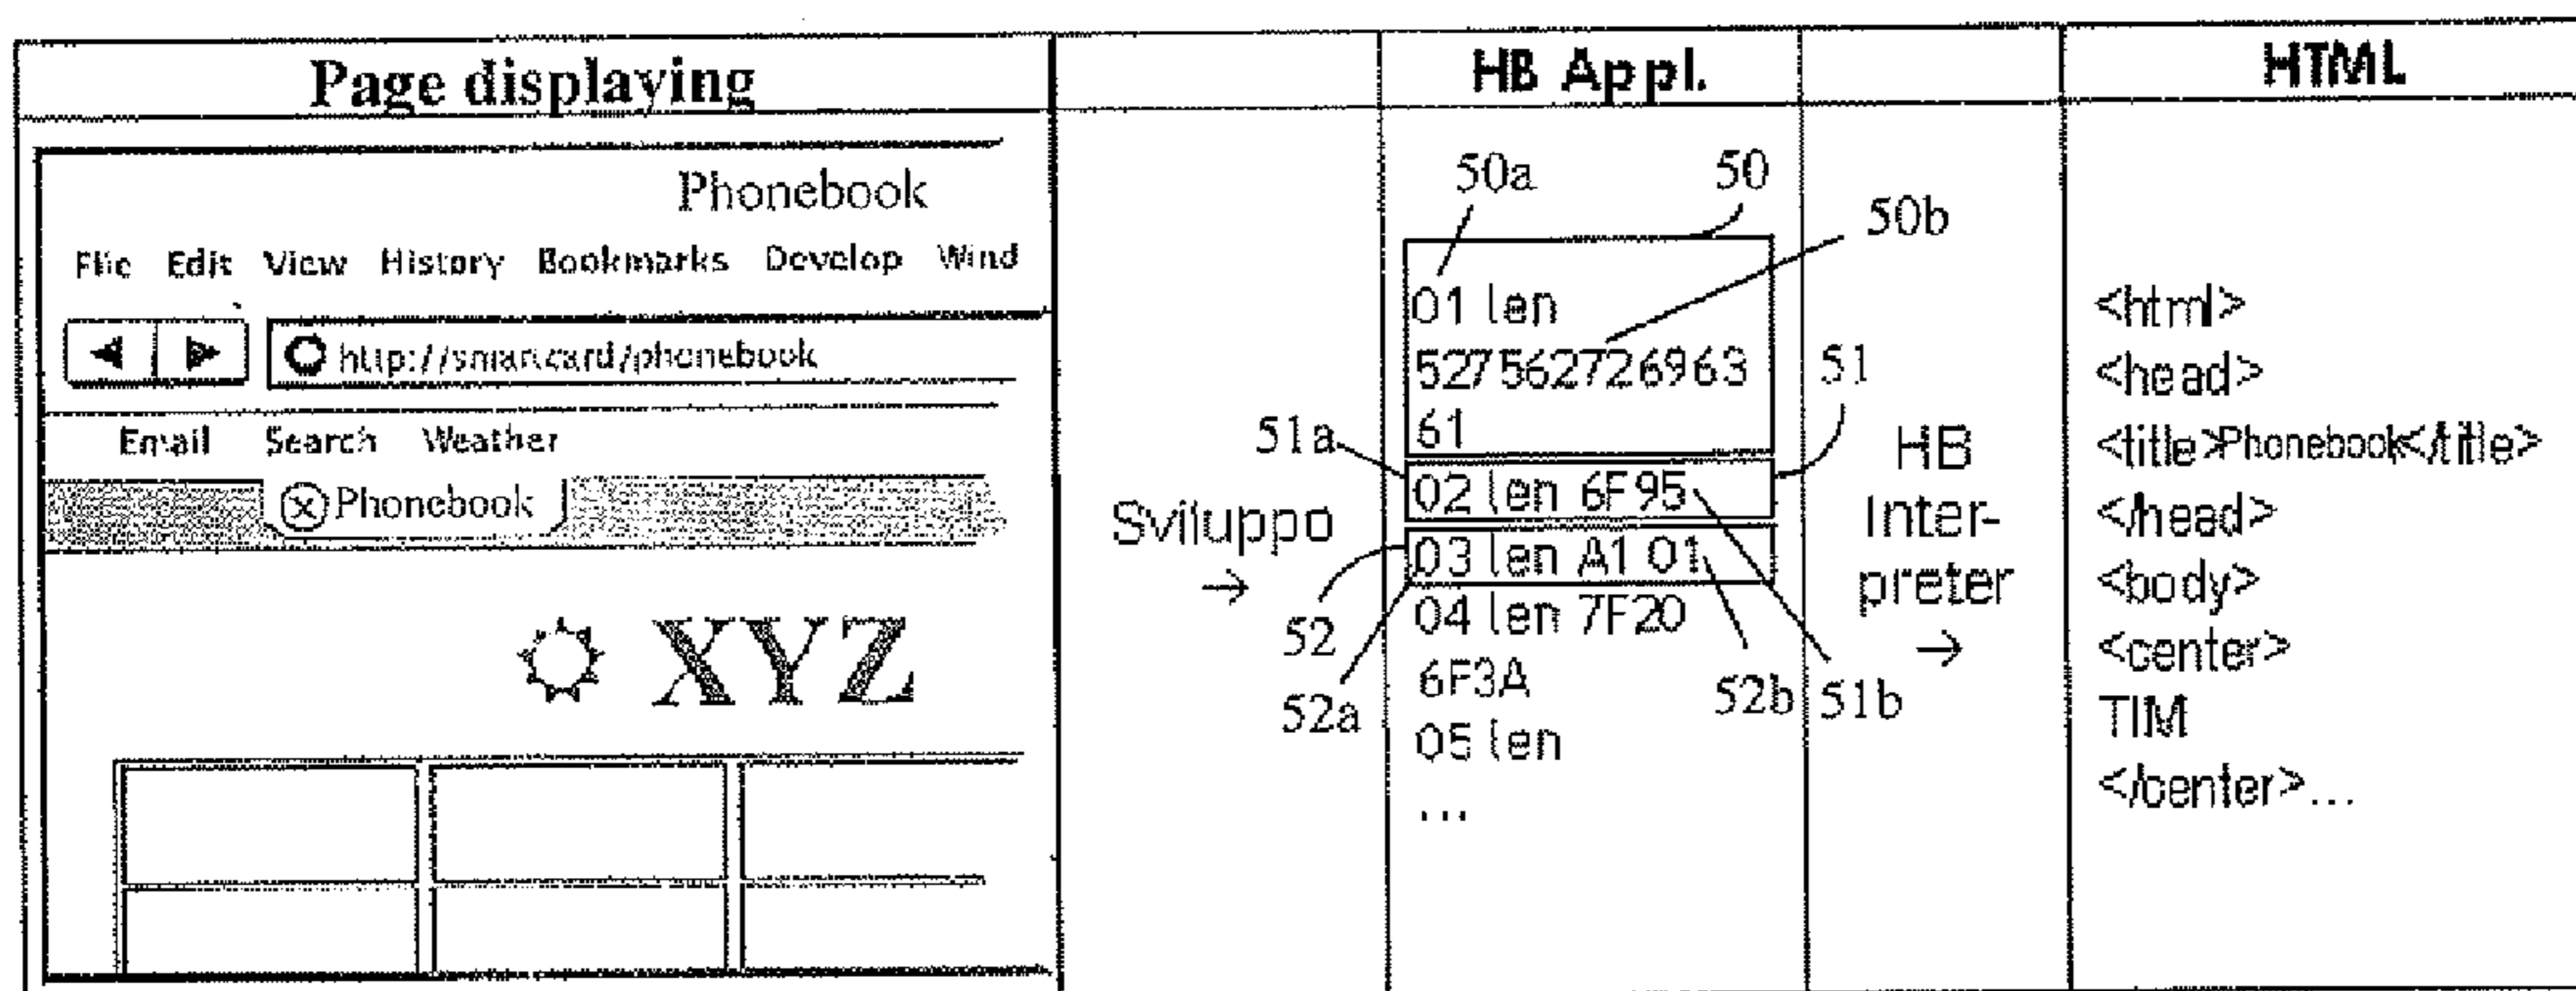 Page displaying
HB Appl.
HTML
Phonebook
File Edit View History Bookmarks Develop Wind
http://smartcard/phonebook
Email Search Weather
Phonebook
XYZ
Sviluppo
→
50a
50
50b
01 len
527562726963
61
51a
51
02 len 6F95
03 len A1 01
52
04 len 7F20
52a
6F3A
52b
51b
05 len
...
HB
Inter-
preter
→
<html>
<head>
<title>Phonebook</title>
</head>
<body>
<center>
TIM
</center>...